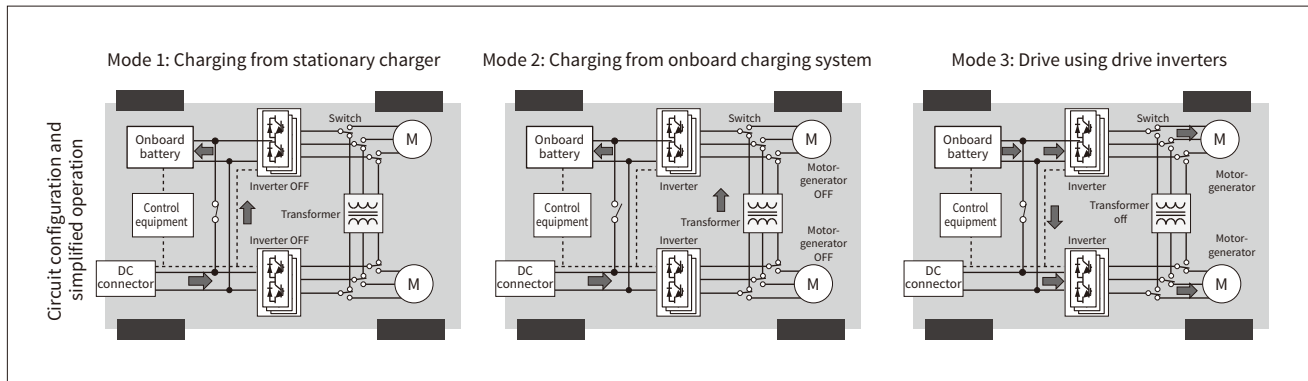 Mode 1: Charging from stationary charger
Mode 2: Charging from onboard charging system
Mode 3: Drive using drive inverters
Circuit configuration and
simplified operation
Onboard
battery
Control
equipment
DC
connector
Inverter OFF
Inverter OFF
Switch
Transformer
M
M
Onboard
battery
Control
equipment
DC
connector
Inverter
Inverter
Switch
Transformer
M
Motor-
generator
OFF
Motor-
generator
OFF
M
Onboard
battery
Control
equipment
DC
connector
Inverter
Inverter
Switch
Transformer
off
M
Motor-
generator
Motor-
generator
M